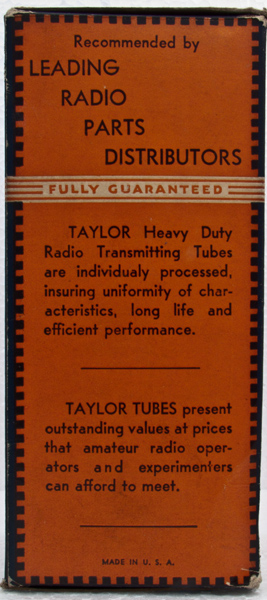 Recommended by
LEADING
RADIO
PARTS
DISTRIBUTORS
FULLY GUARANTEED
TAYLOR Heavy Duty
Radio Transmitting Tubes
are individualy processed,
insuring uniformity of char-
acteristics, long life and
efficient performance.
TAYLOR TUBES present
outstanding values at prices
that amateur radio oper-
ators and experimenters
can afford to meet.
MADE IN U. S. A.